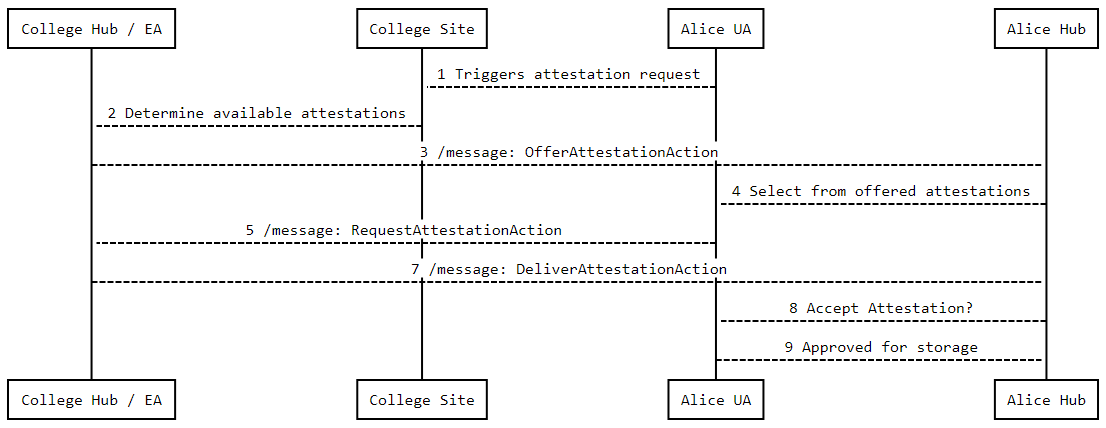 College Hub / EA
College Site
Alice UA
Alice Hub
1 Triggers attestation request
2 Determine available attestations
3 /message: OfferAttestationAction
4 Select from offered attestations
5 /message: RequestAttestationAction
7 /message: DeliverAttestationAction
8 Accept Attestation?
9 Approved for storage
College Hub / EA
College Site
Alice UA
Alice Hub